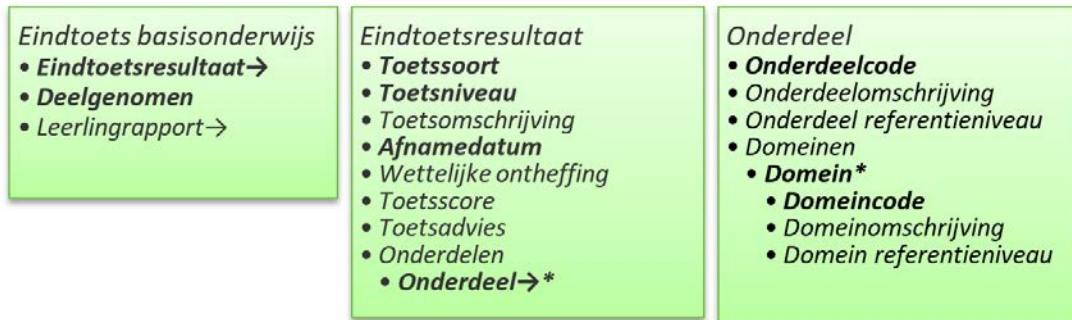 Eindtoets basisonderwijs
• Eindtoetsresultaat→
• Deelgenomen
• Leerlingrapport→
Eindtoetsresultaat
• Toetssoort
• Toetsniveau
• Toetsomschrijving
• Afnamedatum
• Wettelijke ontheffing
• Toetsscore
• Toetsadvies
• Onderdelen
• Onderdeel→*
Onderdeel
• Onderdeelcode
• Onderdeelomschrijving
• Onderdeel referentieniveau
• Domeinen
• Domein*
• Domeincode
• Domeinomschrijving
• Domein referentieniveau